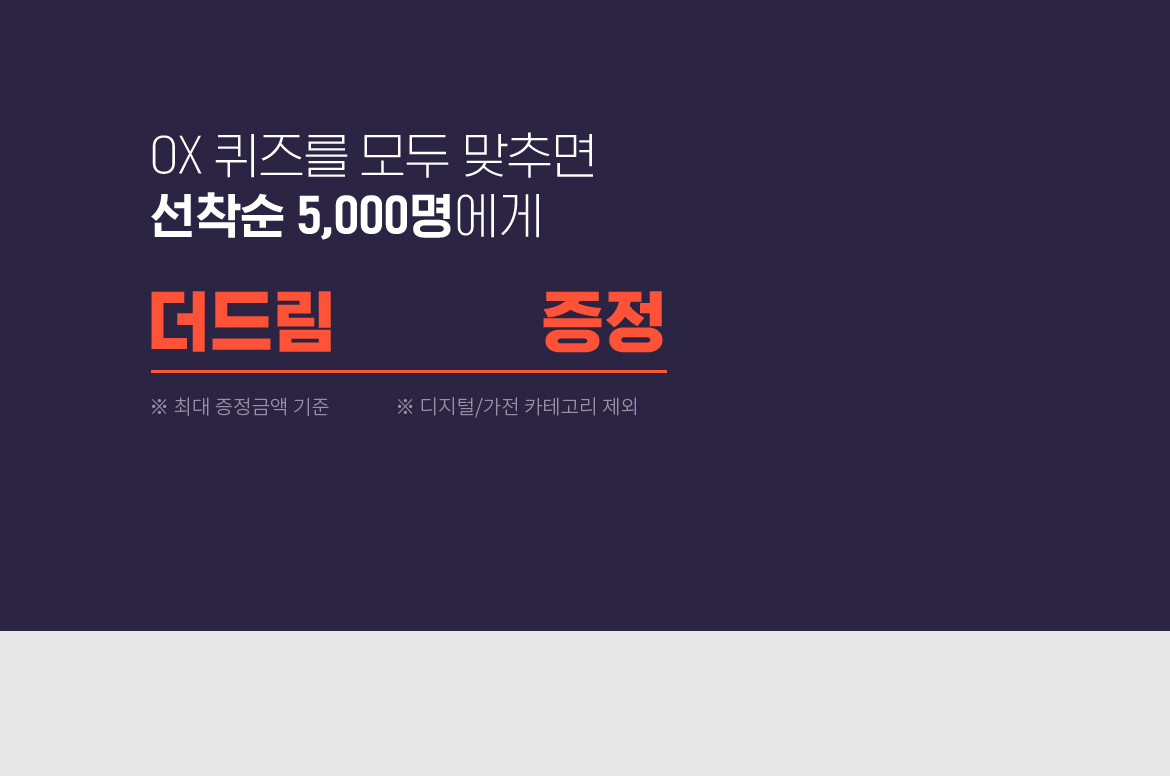 OX 퀴즈를 모두 맞추면
선착순 5,000명에게
더드림 증정
※ 최대 증정금액 기준 ※ 디지털/가전 카테고리 제외